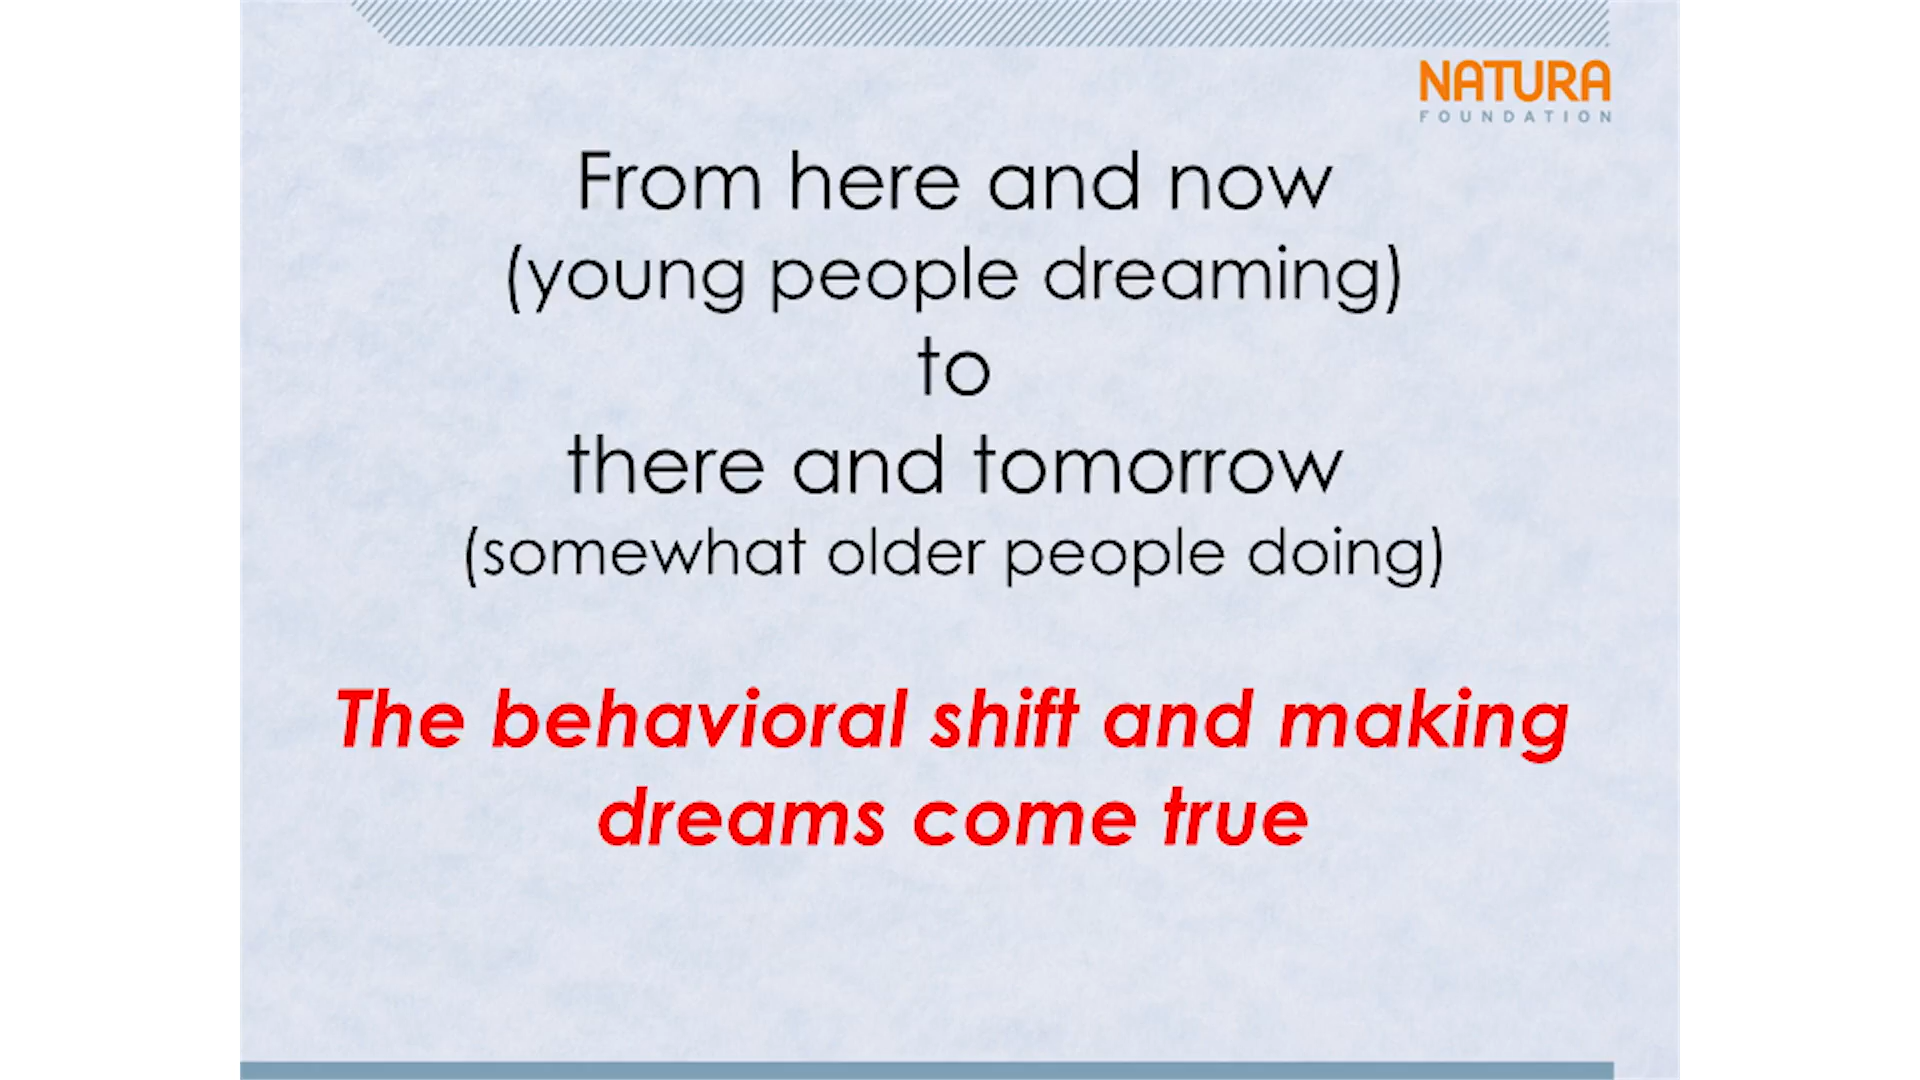 NATURA
FOUNDATION
From here and now
(young people dreaming)
to
there and tomorrow
(somewhat older people doing)
The behavioral shift and making
dreams come true